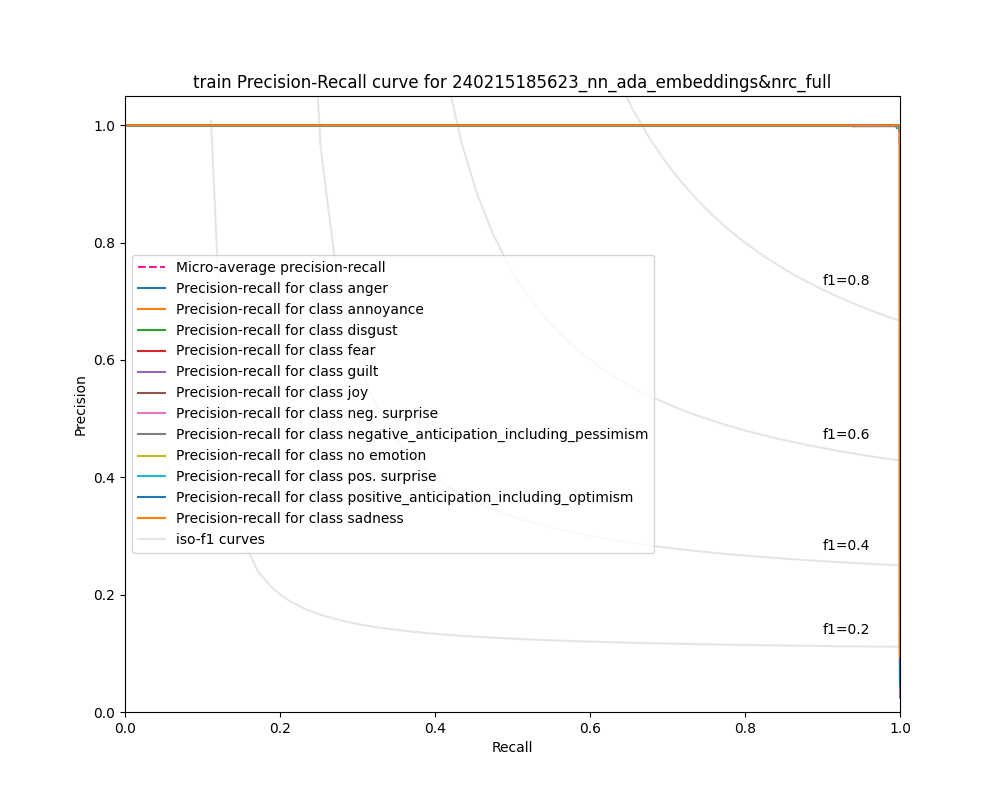 train Precision-Recall curve for 240215185623_nn_ada_embeddings&nrc_full
1.0
0.8
0.6
0.4
0.2
0.0
Precision
Micro-average precision-recall
Precision-recall for class anger
Precision-recall for class annoyance
Precision-recall for class disgust
Precision-recall for class fear
Precision-recall for class guilt
Precision-recall for class joy
Precision-recall for class neg. surprise
Precision-recall for class negative_anticipation_including_pessimism
Precision-recall for class no emotion
Precision-recall for class pos. surprise
Precision-recall for class positive_anticipation_including_optimism
Precision-recall for class sadness
iso-f1 curves
f1=0.8
f1=0.6
f1=0.4
f1=0.2
0.0 0.2 0.4 0.6 0.8 1.0
Recall